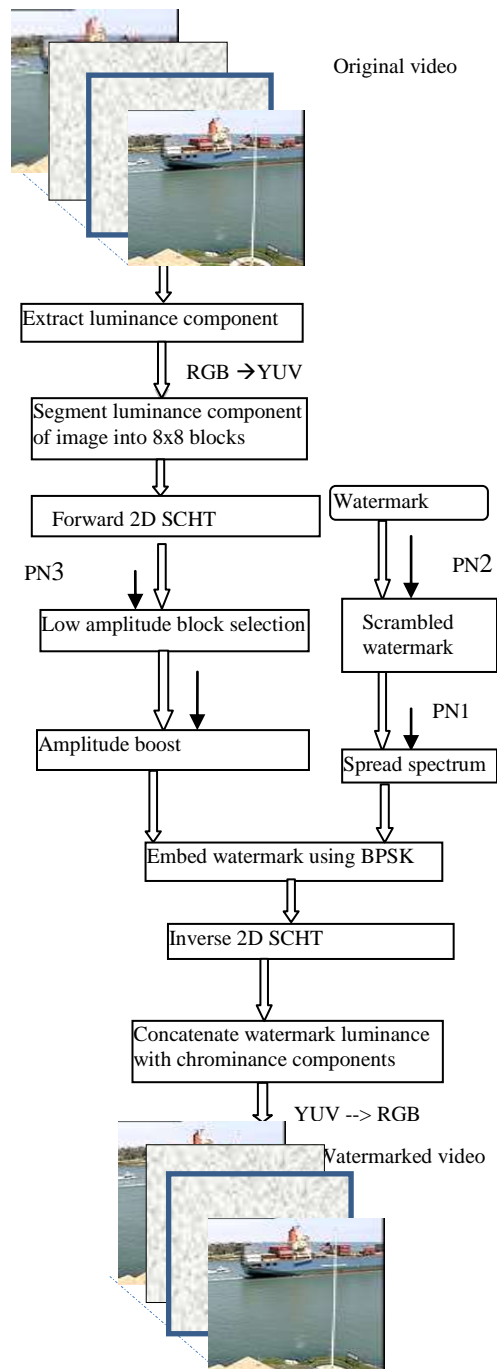 Original video
Extract luminance component
RGB →YUV
Segment luminance component
of image into 8x8 blocks
Forward 2D SCHT
Watermark
PN3
PN2
Low amplitude block selection
Scrambled
watermark
PN1
Amplitude boost
Spread spectrum
Embed watermark using BPSK
Inverse 2D SCHT
Concatenate watermark luminance
with chrominance components
YUV --> RGB
Watermarked video